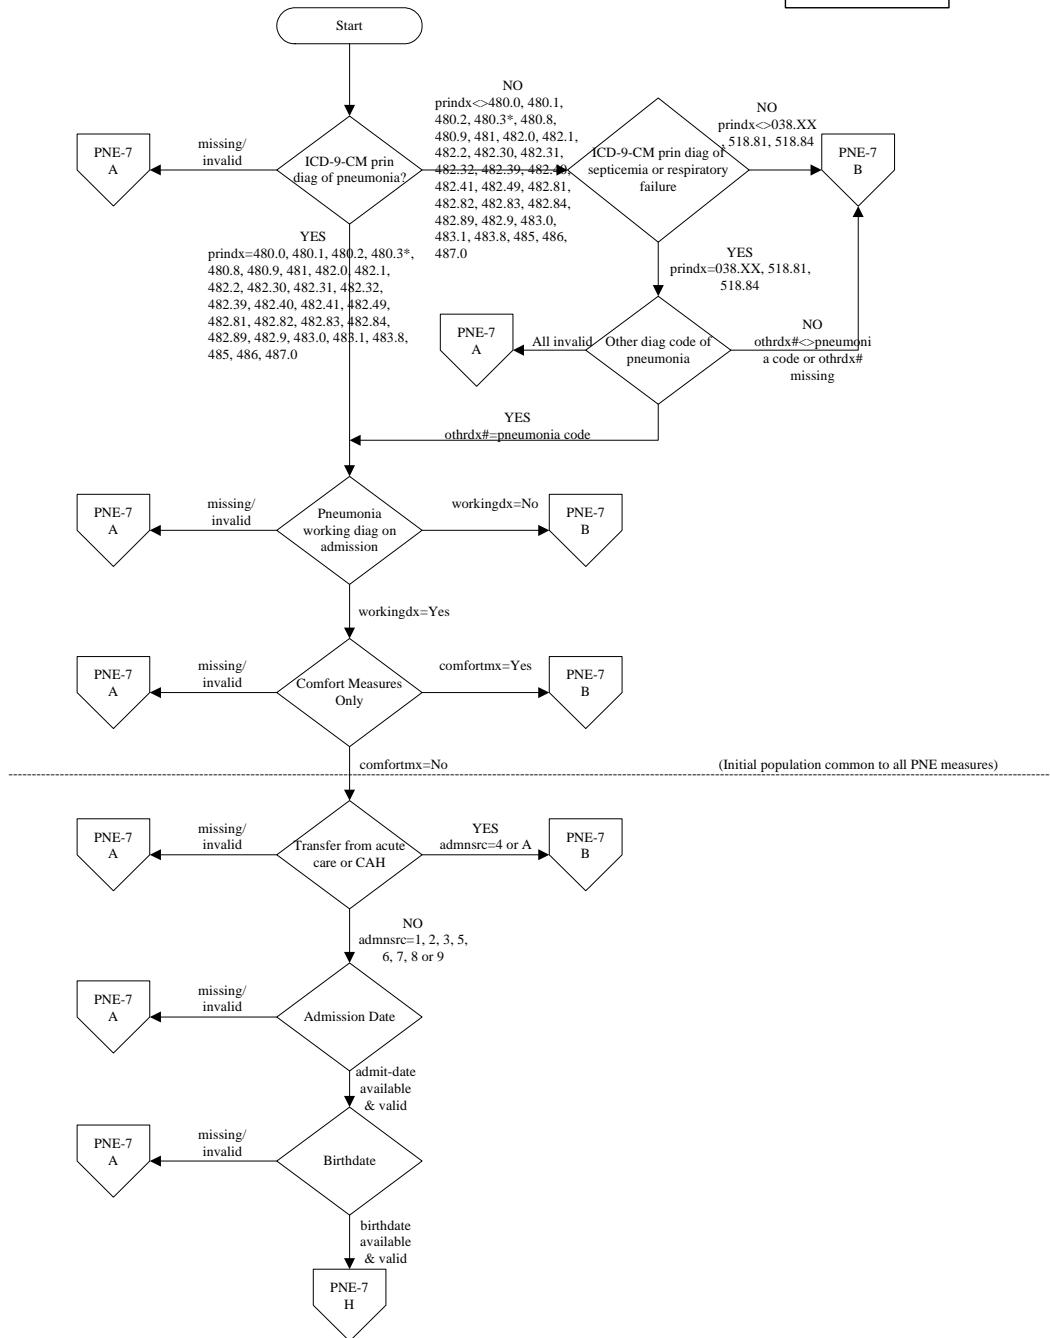 Start
NO
prindx<>480.0, 480.1,
480.2, 480.3*, 480.8,
480.9, 481, 482.0, 482.1,
482.2, 482.30, 482.31,
482.32, 482.39, 482.40,
482.41, 482.49, 482.81,
482.82, 482.83, 482.84,
482.89, 482.9, 483.0,
483.1, 483.8, 485, 486,
487.0
NO
prindx<>038.XX
, 518.81, 518.84
PNE-7
A
missing/
invalid
ICD-9-CM prin
diag of pneumonia?
ICD-9-CM prin diag of
septicemia or respiratory
failure
PNE-7
B
YES
prindx=480.0, 480.1, 480.2, 480.3*,
480.8, 480.9, 481, 482.0, 482.1,
482.2, 482.30, 482.31, 482.32,
482.39, 482.40, 482.41, 482.49,
482.81, 482.82, 482.83, 482.84,
482.89, 482.9, 483.0, 483.1, 483.8,
485, 486, 487.0
YES
prindx=038.XX, 518.81,
518.84
PNE-7
A
All invalid
Other diag code of
pneumonia
NO
othrdx#<>pneumoni
a code or othrdx#
missing
YES
othrdx#=pneumonia code
PNE-7
A
missing/
invalid
Pneumonia
working diag on
admission
workingdx=No
PNE-7
B
workingdx=Yes
PNE-7
A
missing/
invalid
Comfort Measures
Only
comfortmx=Yes
PNE-7
B
comfortmx=No
(Initial population common to all PNE measures)
PNE-7
A
missing/
invalid
Transfer from acute
care or CAH
YES
admnsrc=4 or A
PNE-7
B
NO
admnsrc=1, 2, 3, 5,
6, 7, 8 or 9
PNE-7
A
missing/
invalid
Admission Date
admit-date
available
& valid
PNE-7
A
missing/
invalid
Birthdate
birthdate
available
& valid
PNE-7
H